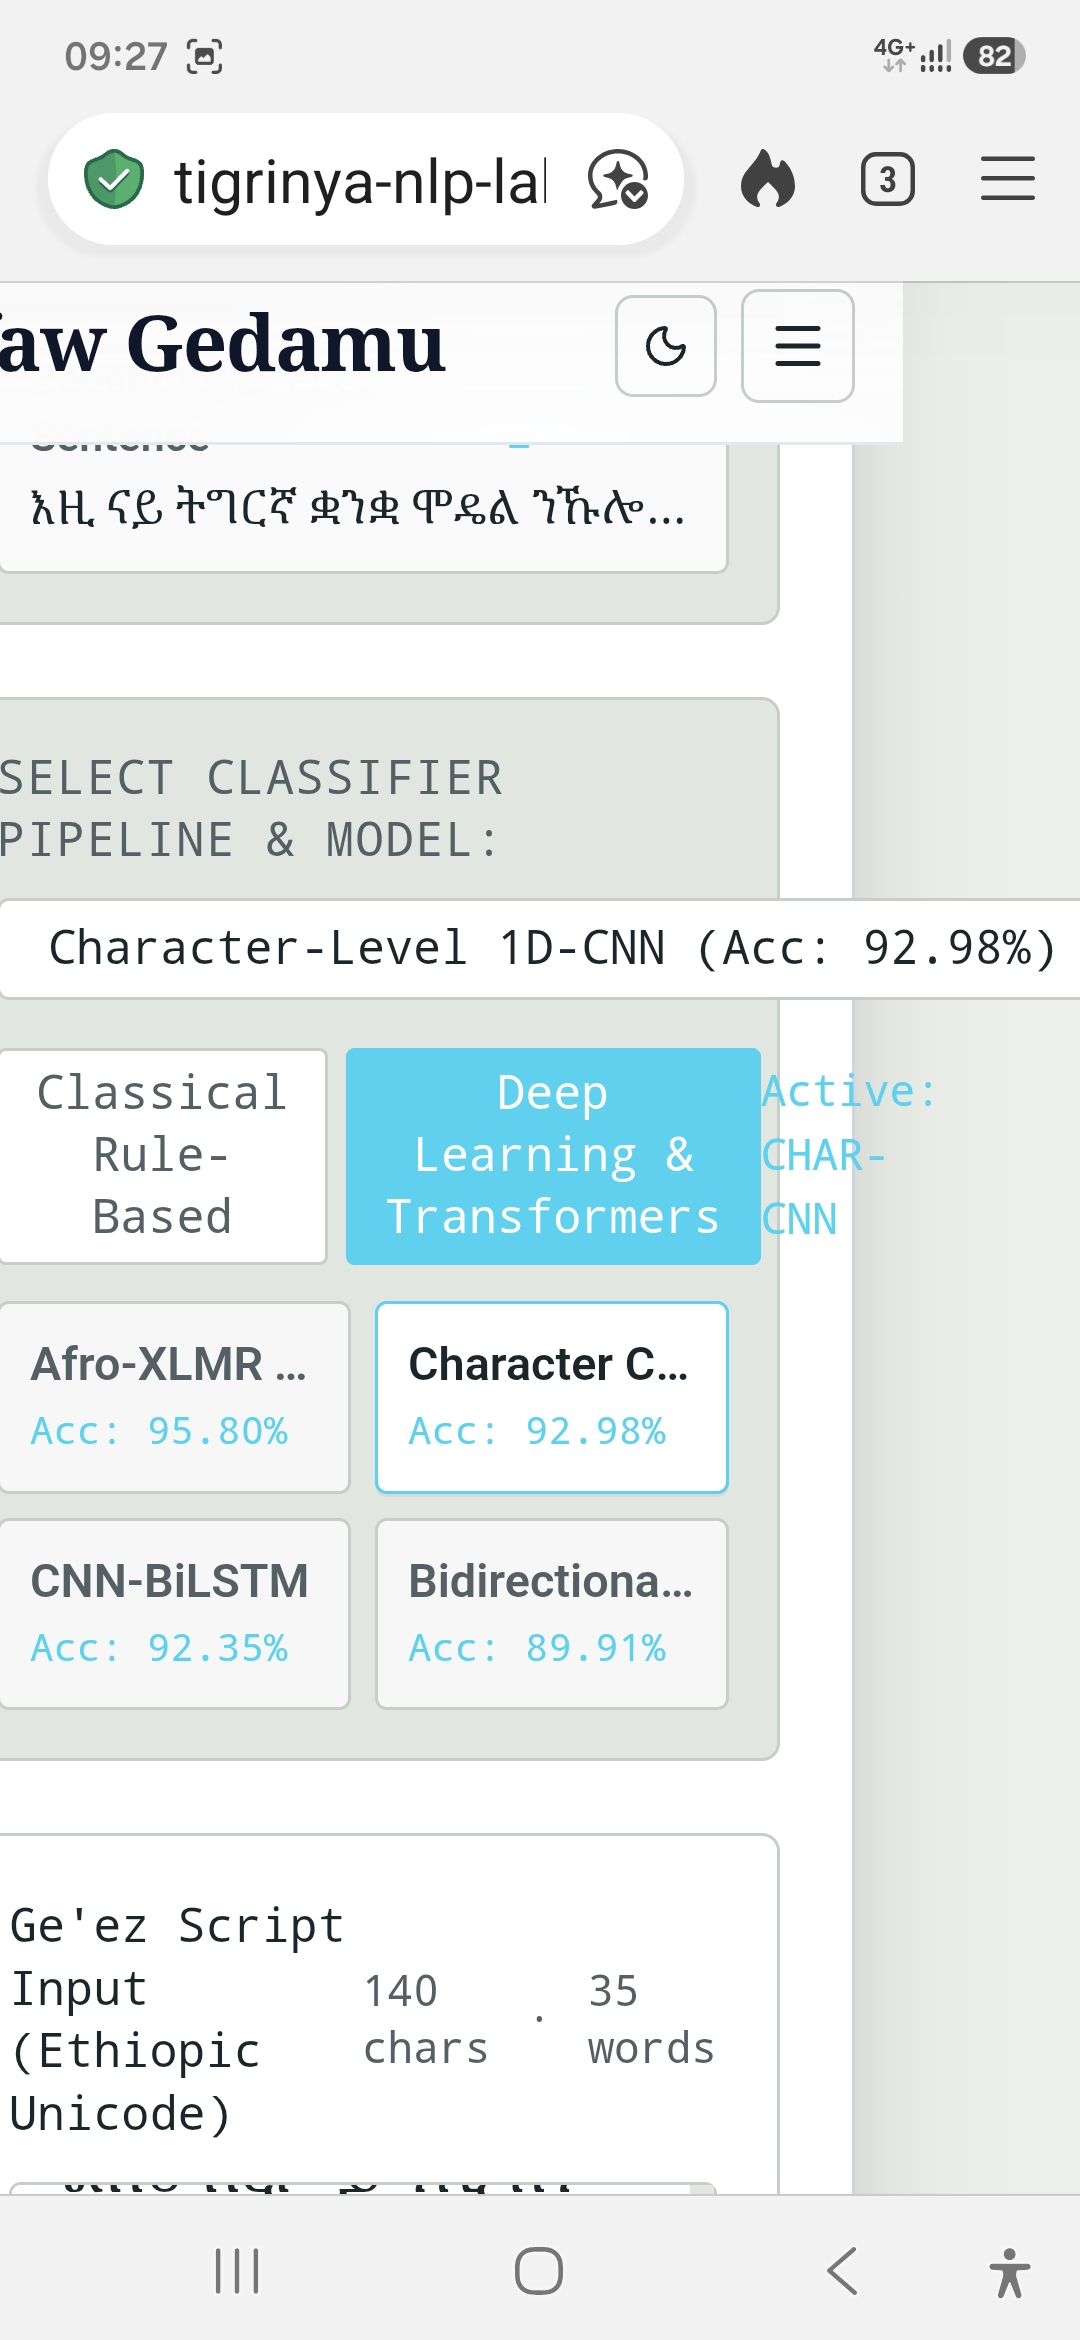 09:27
4G+
82
tigrinya-nlp-lal
3
aw Gedamu
Sentence
እዚ ናይ ትግርኛ ቋንቋ ሞዴል ንኹሎ...
SELECT CLASSIFIER
PIPELINE & MODEL:
Character-Level 1D-CNN (Acc: 92.98%)
Classical
Rule-
Based
Deep
Learning &
Transformers
Active:
CHAR-
CNN
Afro-XLMR ...
Acc: 95.80%
Character C...
Acc: 92.98%
CNN-BiLSTM
Acc: 92.35%
Bidirectiona...
Acc: 89.91%
Ge'ez Script
Input
(Ethiopic
Unicode)
140
chars
·
35
words